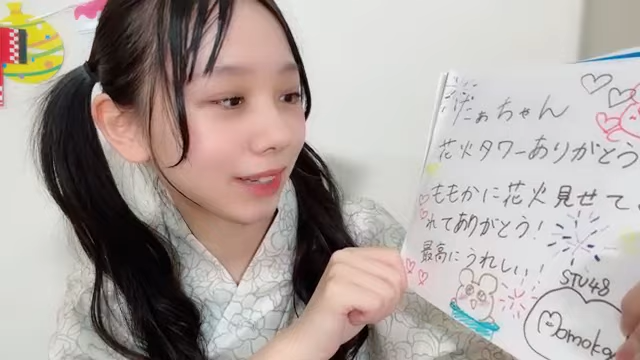 だぁちゃん
花火タワーありがとう
ももかに花火見せて
れてありがとう!
最高にうれしい!!
STU48
Momoka